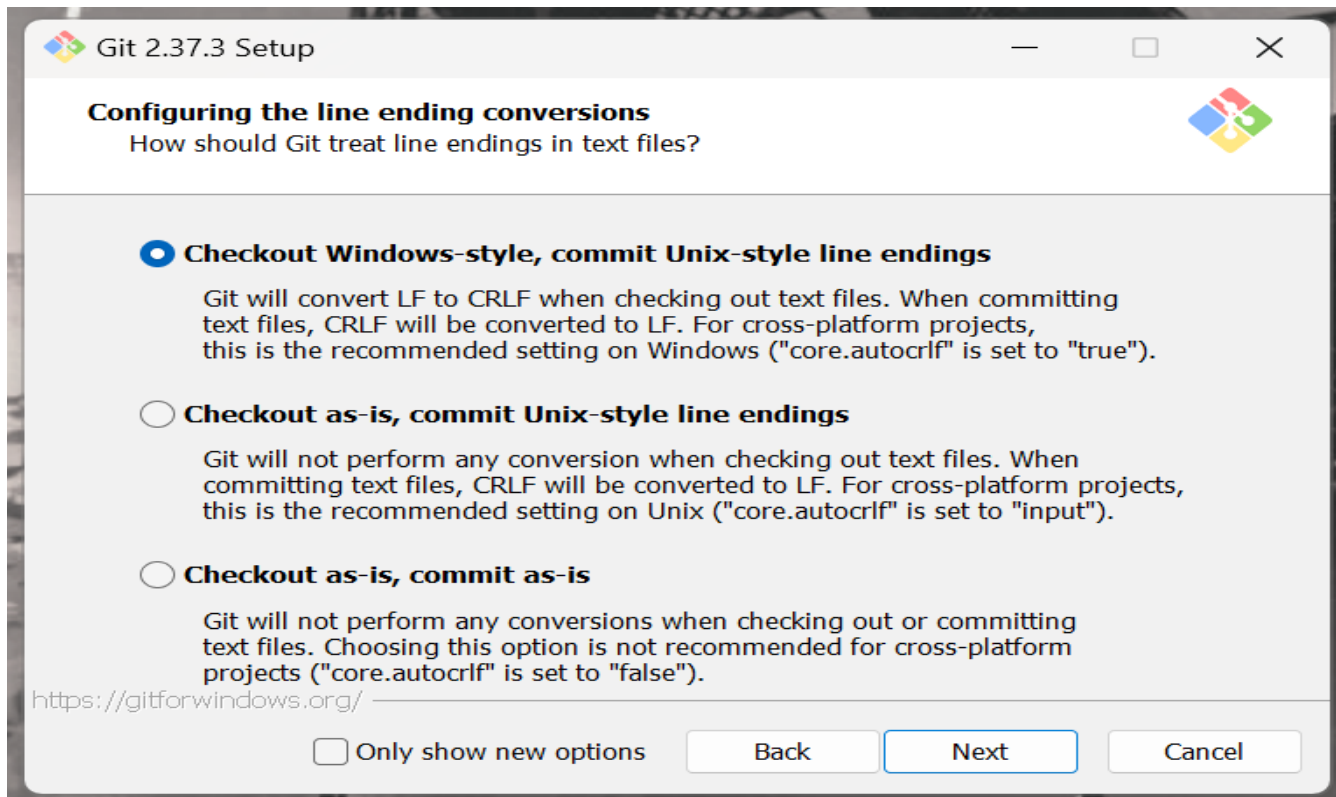 Git 2.37.3 Setup
Configuring the line ending conversions
How should Git treat line endings in text files?
Checkout Windows-style, commit Unix-style line endings
Git will convert LF to CRLF when checking out text files. When committing
text files, CRLF will be converted to LF. For cross-platform projects,
this is the recommended setting on Windows ("core.autocrlf" is set to "true").
Checkout as-is, commit Unix-style line endings
Git will not perform any conversion when checking out text files. When
committing text files, CRLF will be converted to LF. For cross-platform projects,
this is the recommended setting on Unix ("core.autocrlf" is set to "input").
Checkout as-is, commit as-is
Git will not perform any conversions when checking out or committing
text files. Choosing this option is not recommended for cross-platform
projects ("core.autocrlf" is set to "false").
https://gitforwindows.org/
Only show new options
Back
Next
Cancel